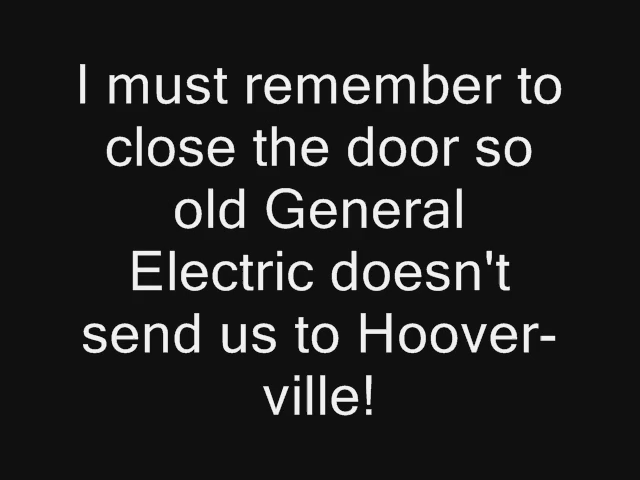 I must remember to
close the door so
old General
Electric doesn't
send us to Hoover-
ville!